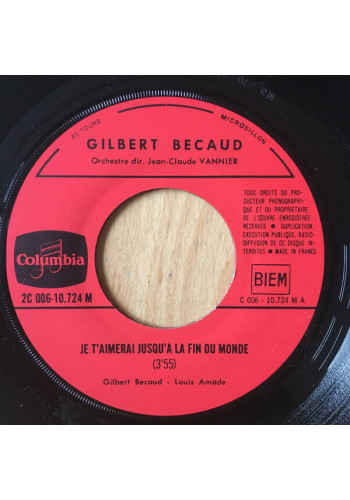 45 TOURS
MICROSILLON
GILBERT BECAUD
Orchestre dir. Jean-Claude VANNIER
TOUS DROITS DU PRO-
DUCTEUR PHONOGRAPHI-
QUE ET DU PROPRIETAIRE
DE L'ŒUVRE ENREGISTREE,
RESERVES ● DUPLICATION,
EXECUTION PUBLIQUE, RADIO-
DIFFUSION DE CE DISQUE IN-
TERDITES ● MADE IN FRANCE
Columbia
2C 006-10.724 M
BIEM
C 006 - 10.724 M A
JE T'AIMERAI JUSQU'A LA FIN DU MONDE
(3'55)
Gilbert Becaud - Louis Amade